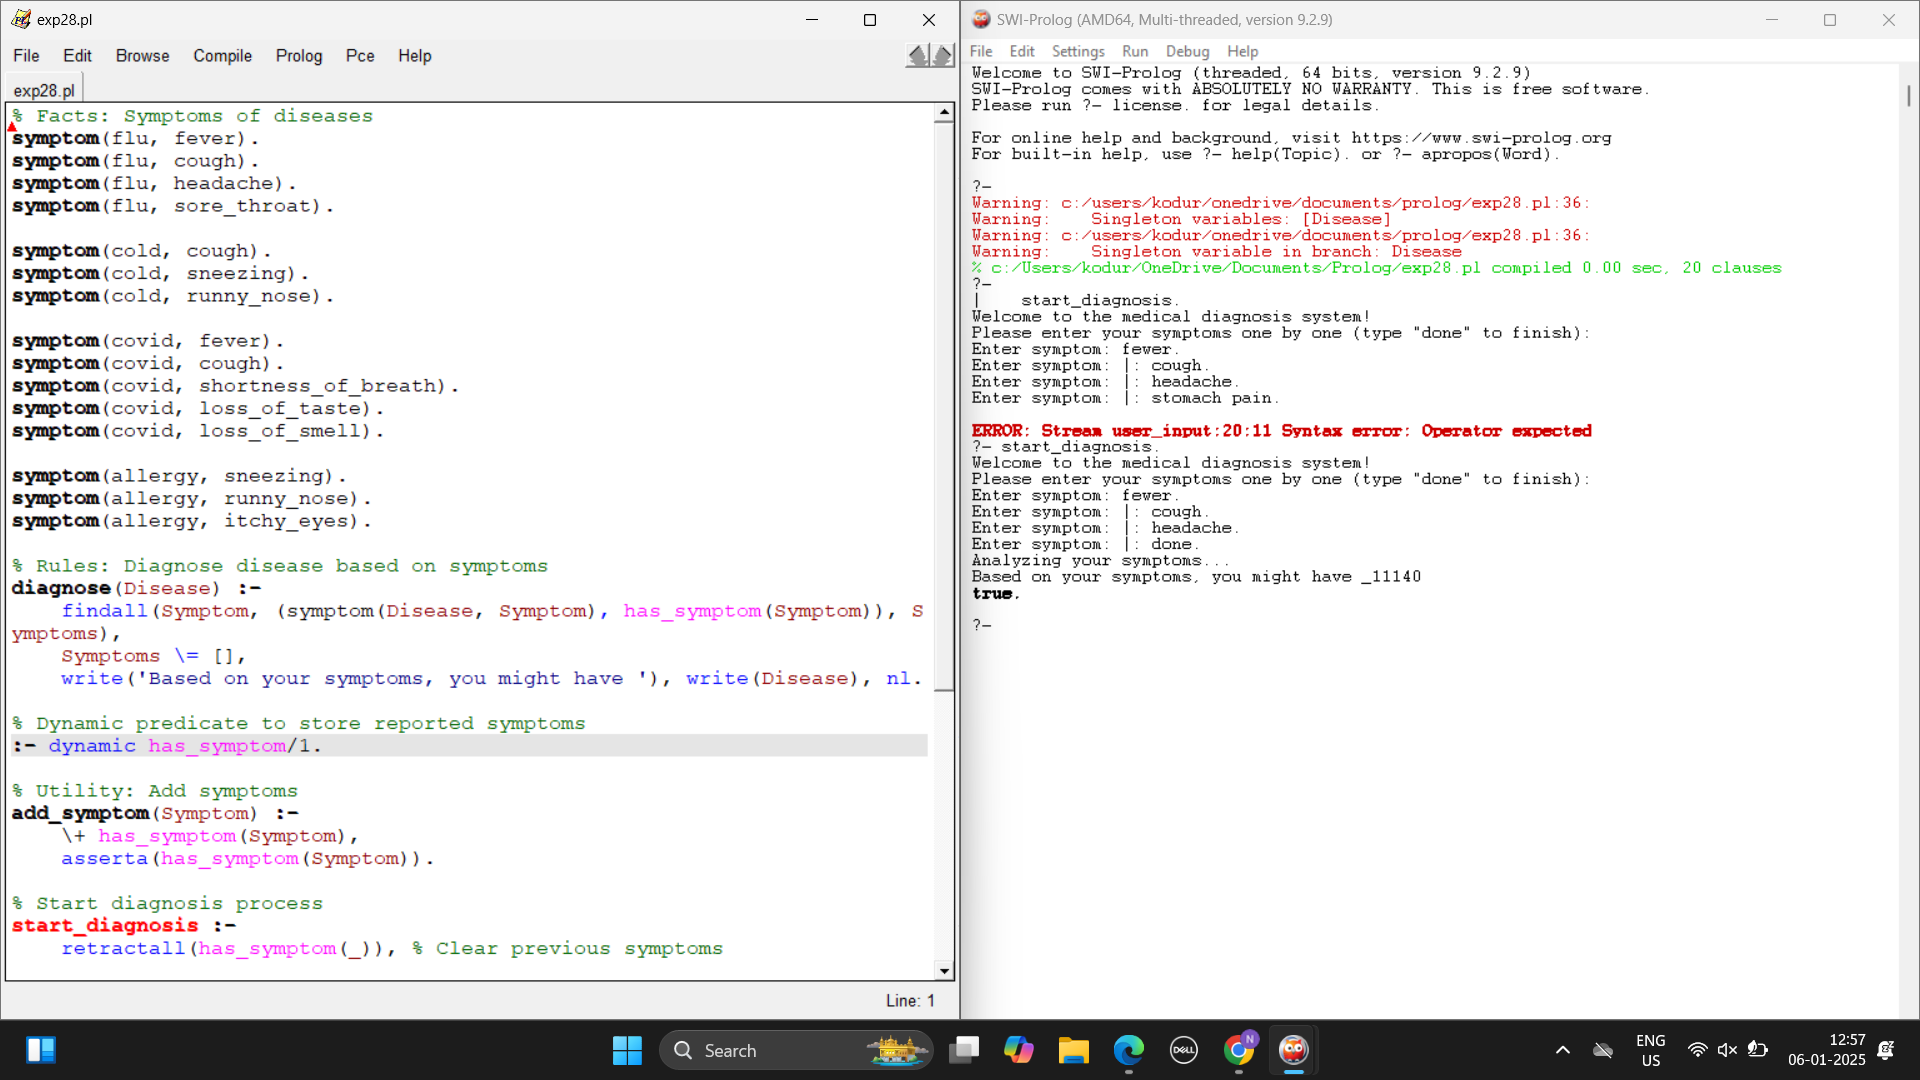 exp28.pl
File Edit Browse Compile Prolog Pce Help
exp28.pl
% Facts: Symptoms of diseases
symptom(flu, fever).
symptom(flu, cough).
symptom(flu, headache).
symptom(flu, sore_throat).
symptom(cold, cough).
symptom(cold, sneezing).
symptom(cold, runny_nose).
symptom(covid, fever).
symptom(covid, cough).
symptom(covid, shortness_of_breath).
symptom(covid, loss_of_taste).
symptom(covid, loss_of_smell).
symptom(allergy, sneezing).
symptom(allergy, runny_nose).
symptom(allergy, itchy_eyes).
% Rules: Diagnose disease based on symptoms
diagnose(Disease) :-
    findall(Symptom, (symptom(Disease, Symptom), has_symptom(Symptom)), S
ymptoms),
    Symptoms \= [],
    write('Based on your symptoms, you might have '), write(Disease), nl.
% Dynamic predicate to store reported symptoms
:- dynamic has_symptom/1.
% Utility: Add symptoms
add_symptom(Symptom) :-
    \+ has_symptom(Symptom),
    asserta(has_symptom(Symptom)).
% Start diagnosis process
start_diagnosis :-
    retractall(has_symptom(_)), % Clear previous symptoms
Line: 1
SWI-Prolog (AMD64, Multi-threaded, version 9.2.9)
File Edit Settings Run Debug Help
Welcome to SWI-Prolog (threaded, 64 bits, version 9.2.9)
SWI-Prolog comes with ABSOLUTELY NO WARRANTY. This is free software.
Please run ?- license. for legal details.
For online help and background, visit https://www.swi-prolog.org
For built-in help, use ?- help(Topic). or ?- apropos(Word).
?-
Warning: c:/users/kodur/onedrive/documents/prolog/exp28.pl:36:
Warning:    Singleton variables: [Disease]
Warning: c:/users/kodur/onedrive/documents/prolog/exp28.pl:36:
Warning:    Singleton variable in branch: Disease
% c:/Users/kodur/OneDrive/Documents/Prolog/exp28.pl compiled 0.00 sec, 20 clauses
?-
|    start_diagnosis.
Welcome to the medical diagnosis system!
Please enter your symptoms one by one (type "done" to finish):
Enter symptom: fewer.
Enter symptom: |: cough.
Enter symptom: |: headache.
Enter symptom: |: stomach pain.
ERROR: Stream user_input:20:11 Syntax error: Operator expected
?- start_diagnosis.
Welcome to the medical diagnosis system!
Please enter your symptoms one by one (type "done" to finish):
Enter symptom: fewer.
Enter symptom: |: cough.
Enter symptom: |: headache.
Enter symptom: |: done.
Analyzing your symptoms...
Based on your symptoms, you might have _11140
true.
?-
Search
DELL
N
ENG
US
12:57
06-01-2025